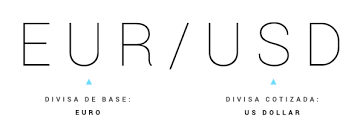 EUR/USD
DIVISA DE BASE: DIVISA COTIZADA:
EURO US DOLLAR